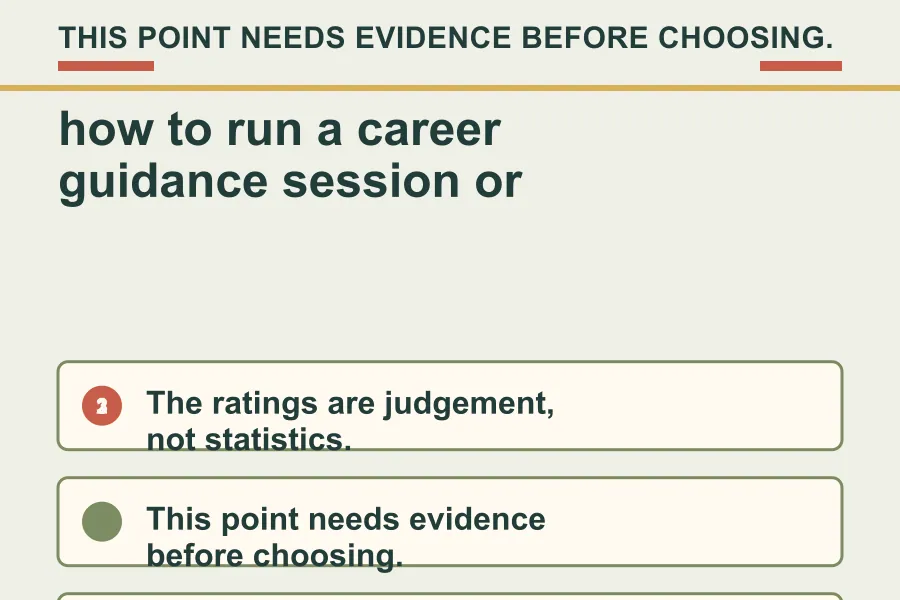 THIS POINT NEEDS EVIDENCE BEFORE CHOOSING.
how to run a career
guidance session or
The ratings are judgement,
not statistics.
This point needs evidence
before choosing.